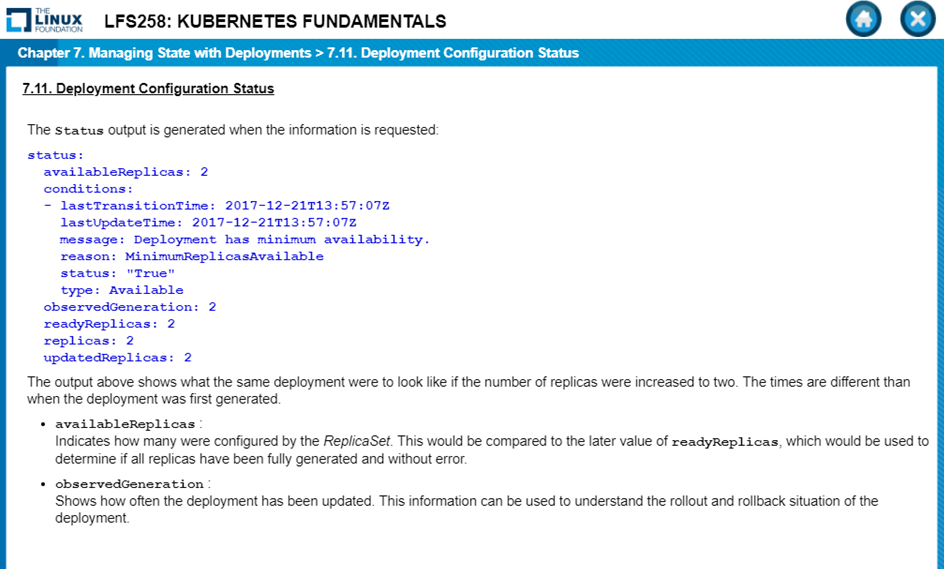 THE
LINUX
FOUNDATION
LFS258: KUBERNETES FUNDAMENTALS
Chapter 7. Managing State with Deployments > 7.11. Deployment Configuration Status
7.11. Deployment Configuration Status
The Status output is generated when the information is requested:
status:
  availableReplicas: 2
  conditions:
  - lastTransitionTime: 2017-12-21T13:57:07Z
    lastUpdateTime: 2017-12-21T13:57:07Z
    message: Deployment has minimum availability.
    reason: MinimumReplicasAvailable
    status: "True"
    type: Available
  observedGeneration: 2
  readyReplicas: 2
  replicas: 2
  updatedReplicas: 2
The output above shows what the same deployment were to look like if the number of replicas were increased to two. The times are different than
when the deployment was first generated.
• availableReplicas :
Indicates how many were configured by the ReplicaSet. This would be compared to the later value of readyReplicas, which would be used to
determine if all replicas have been fully generated and without error.
• observedGeneration :
Shows how often the deployment has been updated. This information can be used to understand the rollout and rollback situation of the
deployment.